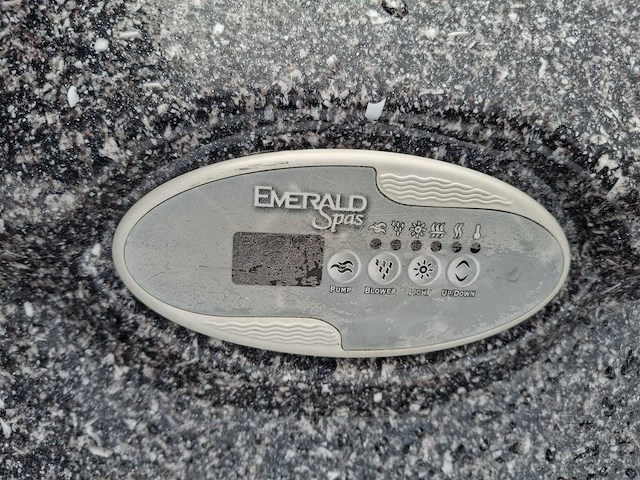 EMERALD
Spas
PUMP BLOWER LIGHT UP/DOWN